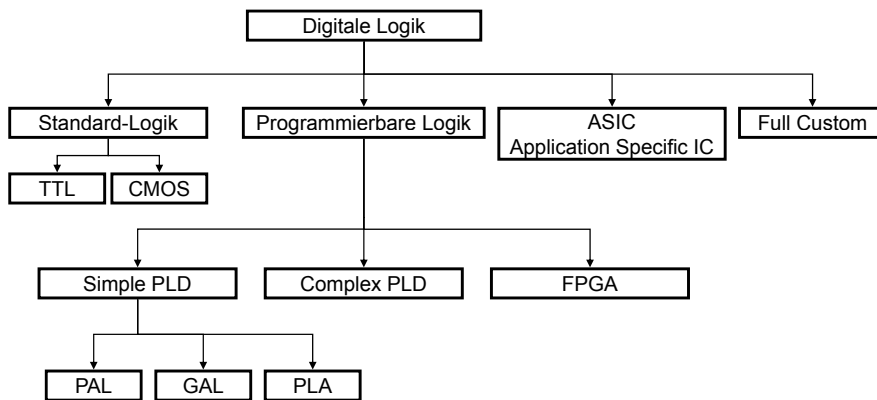 Digitale Logik
Standard-Logik
Programmierbare Logik
ASIC
Application Specific IC
Full Custom
TTL
CMOS
Simple PLD
Complex PLD
FPGA
PAL
GAL
PLA